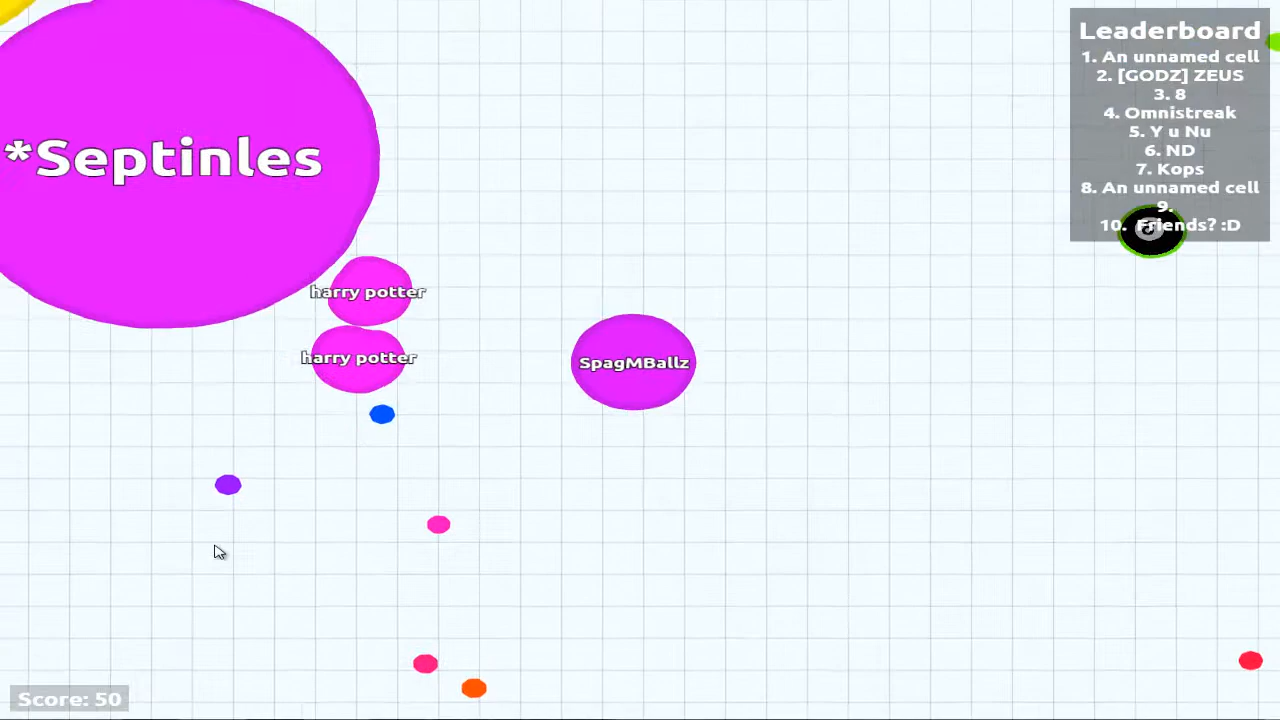 Leaderboard
1. An unnamed cell
2. [GODZ] ZEUS
3. 8
4. Omnistreak
5. Y u Nu
6. ND
7. Kops
8. An unnamed cell
9.
10. Friends? :D
*Septinles
harry potter
harry potter
SpagMBallz
Score: 50